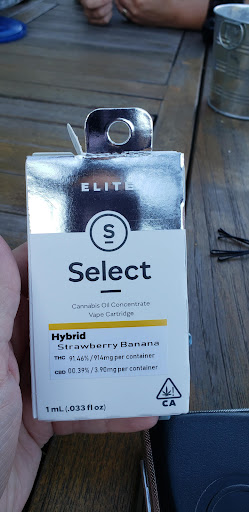 ELITE
S
Select
Cannabis Oil Concentrate
Vape Cartridge
Hybrid
Strawberry Banana
THC 91.46%/914mg per container
CBD 00.39%/3.90mg per container
!
CA
1 mL (.033 fl oz)